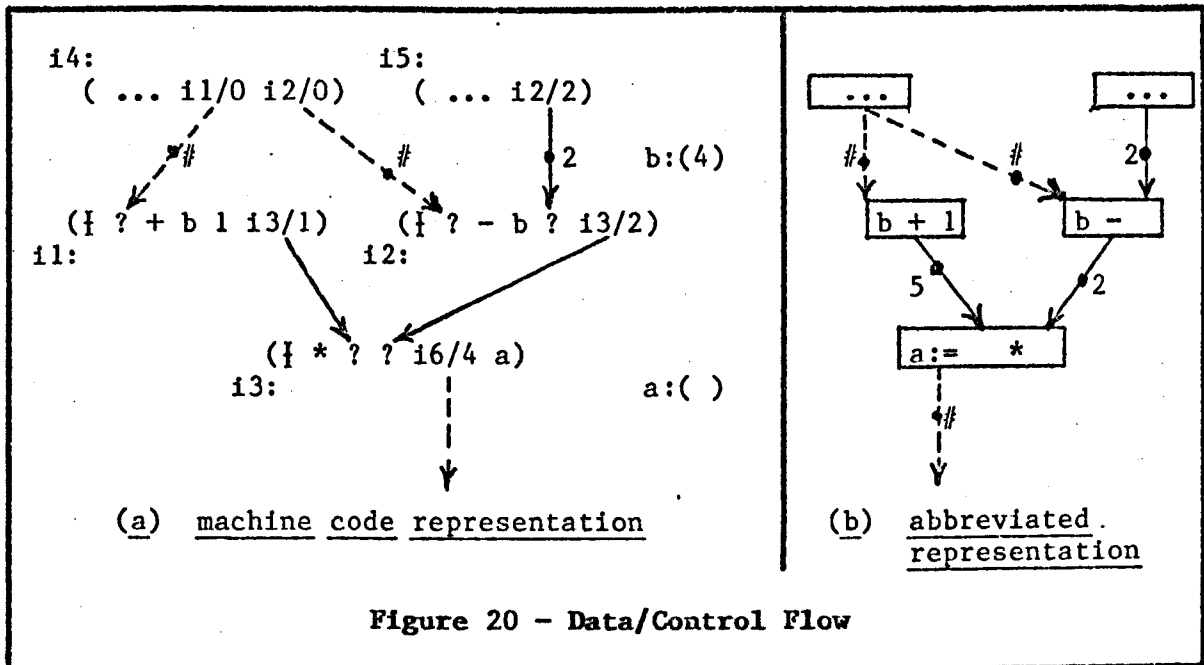 i4:
( ... i1/0 i2/0)
i5:
( ... i2/2)
#
#
2
b:(4)
(ɫ ? + b 1 i3/1)
i1:
(ɫ ? - b ? i3/2)
i2:
(ɫ * ? ? i6/4 a)
i3:
a:( )
(a) machine code representation
...
...
#
#
2
b + 1
b -
5
2
a:= *
#
(b) abbreviated.
representation
Figure 20 - Data/Control Flow